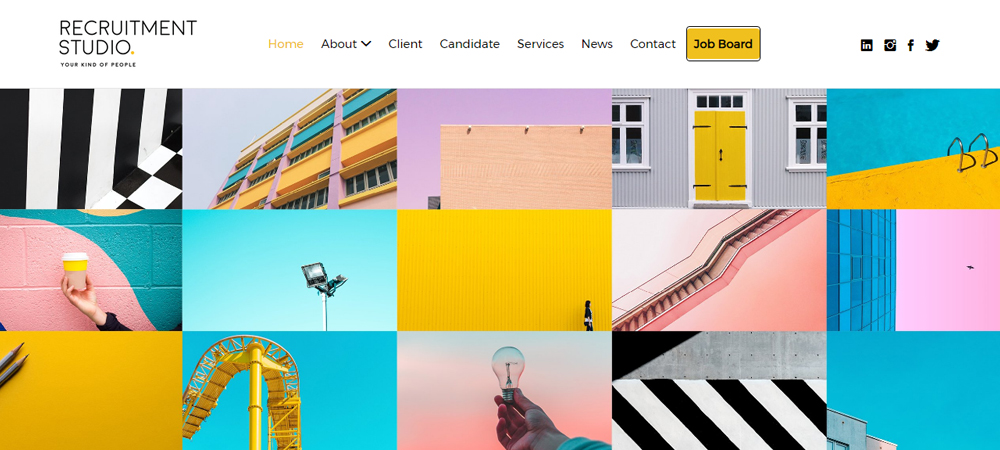 RECRUITMENT
STUDIO.
YOUR KIND OF PEOPLE
Home About Client Candidate Services News Contact Job Board